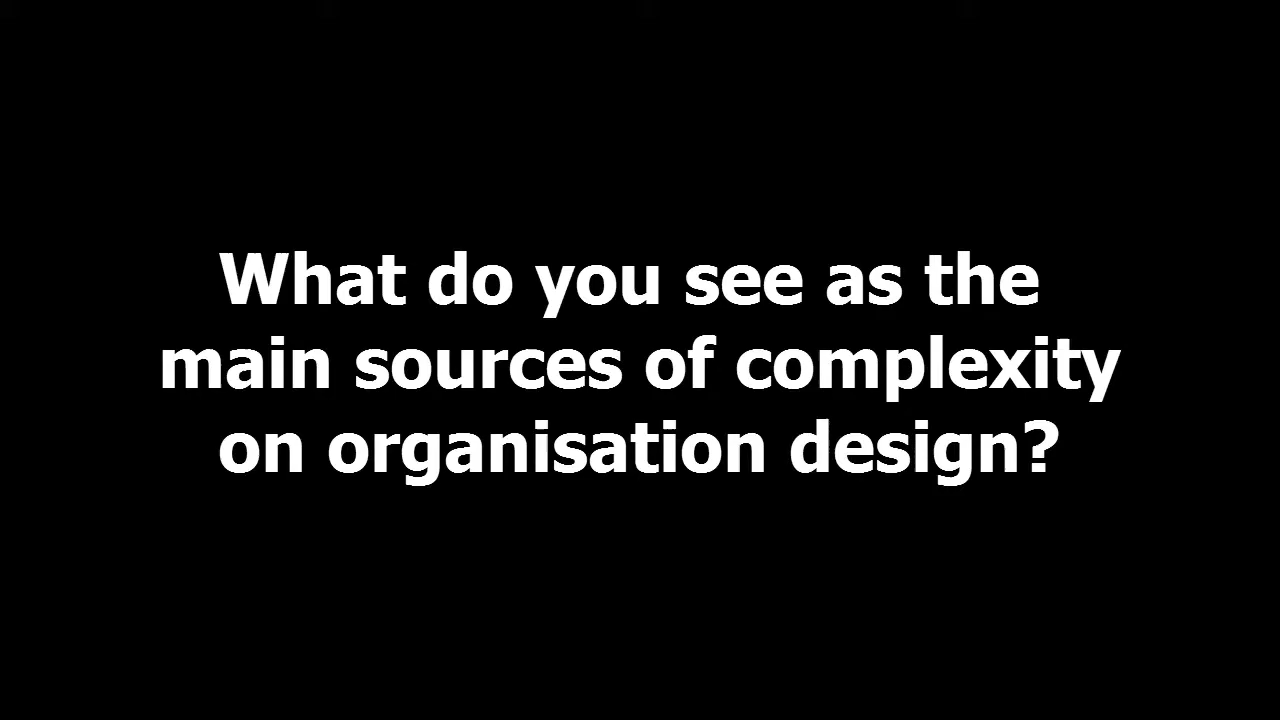 What do you see as the
main sources of complexity
on organisation design?